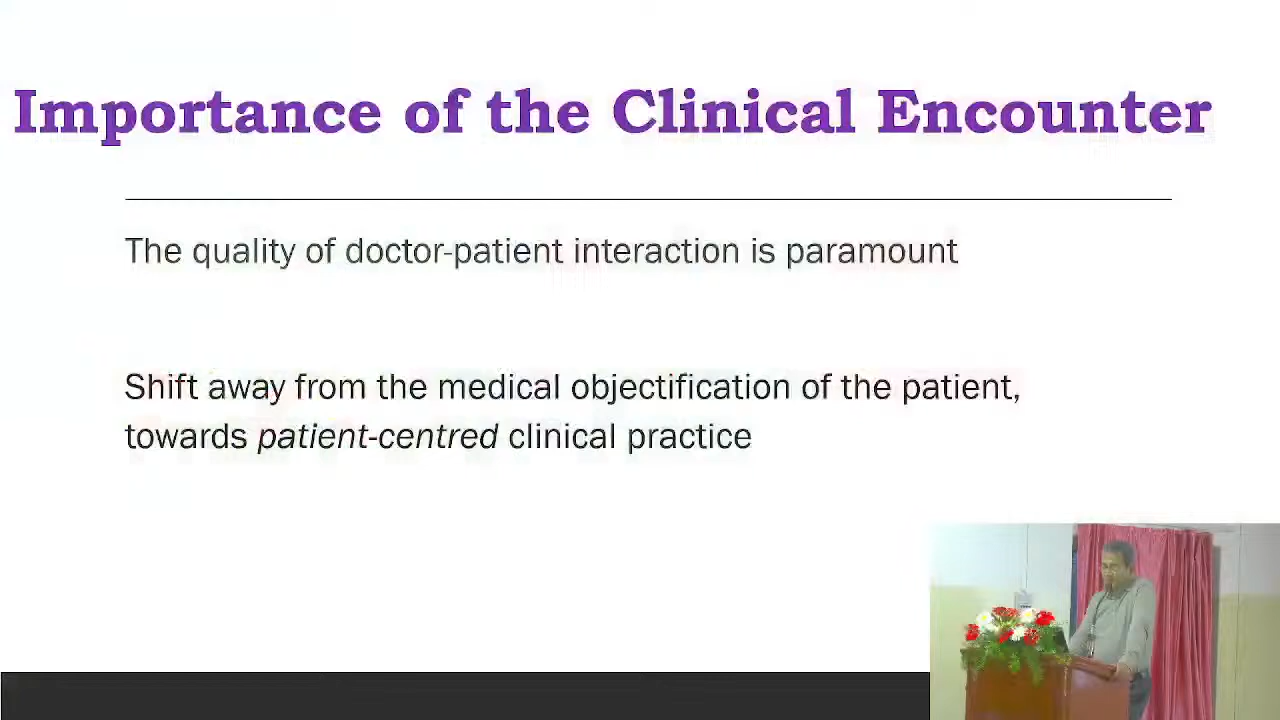 Importance of the Clinical Encounter
The quality of doctor-patient interaction is paramount
Shift away from the medical objectification of the patient,
towards patient-centred clinical practice